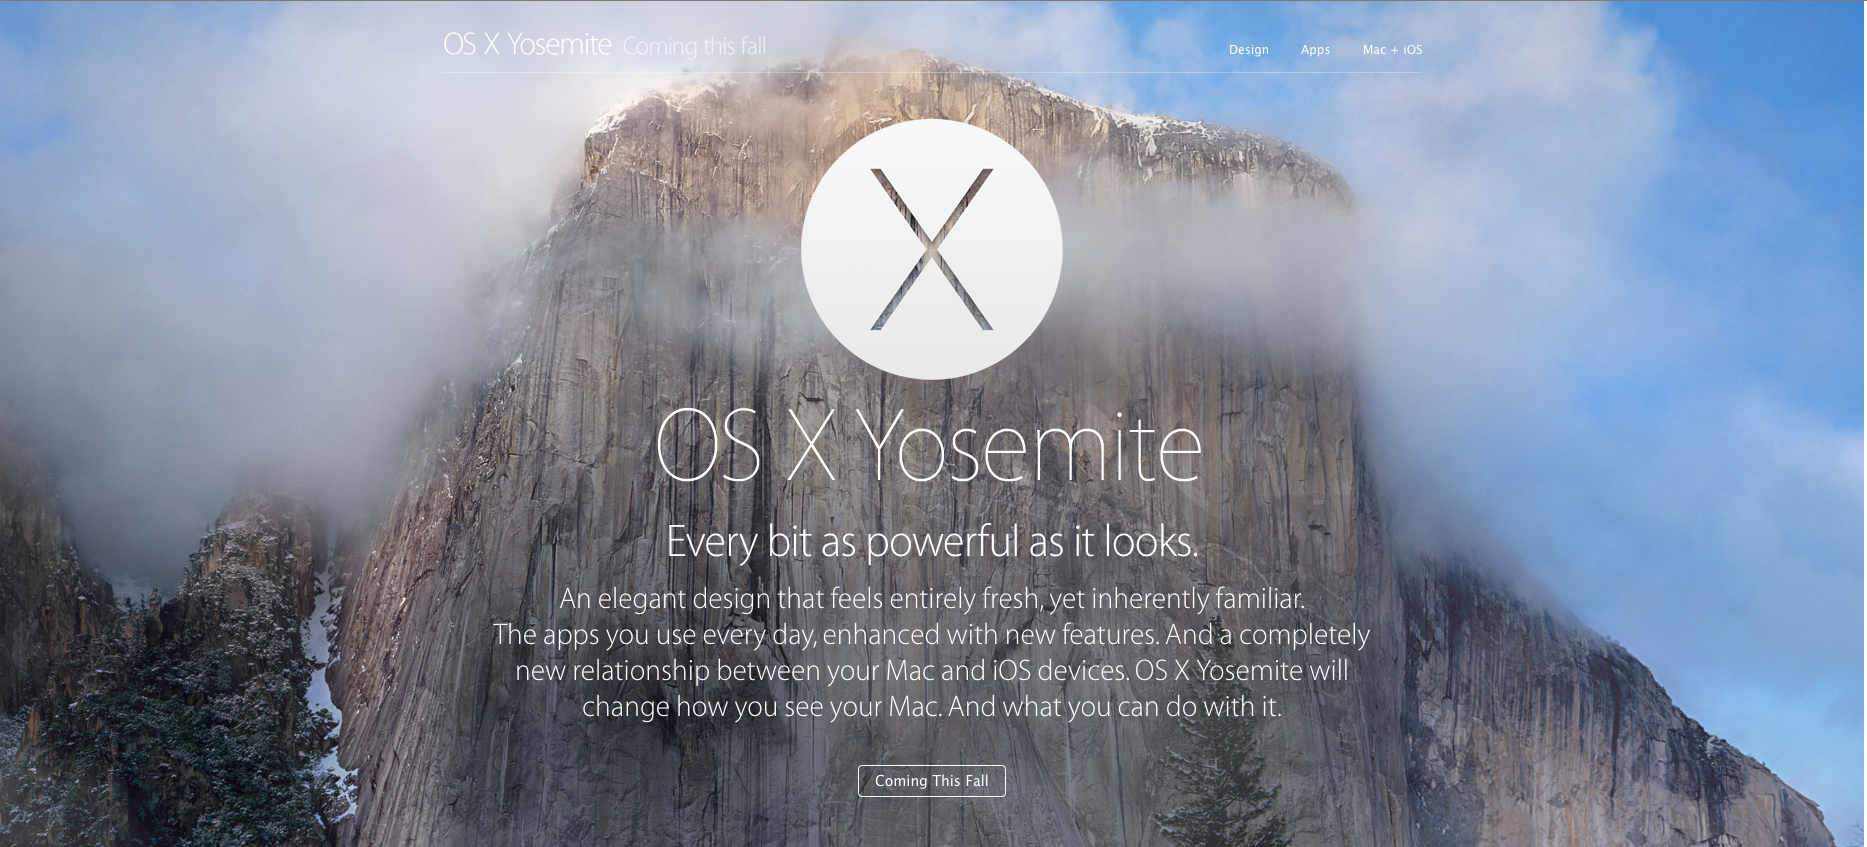 OS X Yosemite Coming this fall
Design Apps Mac + iOS
X
OS X Yosemite
Every bit as powerful as it looks.
An elegant design that feels entirely fresh, yet inherently familiar.
The apps you use every day, enhanced with new features. And a completely
new relationship between your Mac and iOS devices. OS X Yosemite will
change how you see your Mac. And what you can do with it.
Coming This Fall